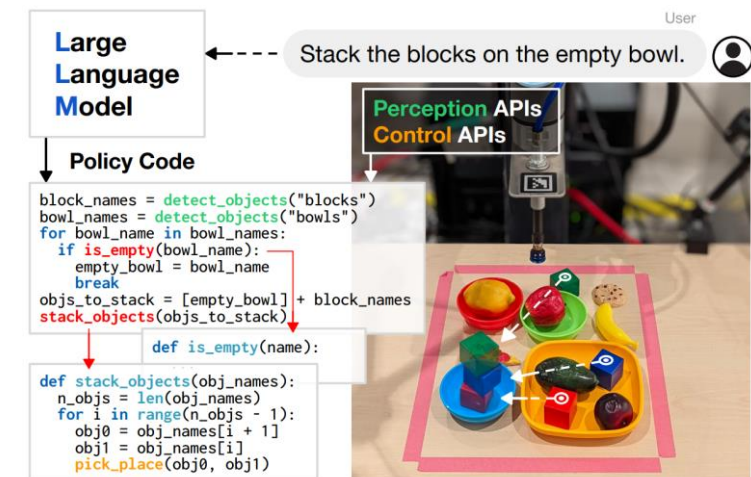 User
Stack the blocks on the empty bowl.
Large
Language
Model
Perception APIs
Control APIs
Policy Code
block_names = detect_objects("blocks")
bowl_names = detect_objects("bowls")
for bowl_name in bowl_names:
  if is_empty(bowl_name):
    empty_bowl = bowl_name
    break
objs_to_stack = [empty_bowl] + block_names
stack_objects(objs_to_stack)
def is_empty(name):
...
def stack_objects(obj_names):
  n_objs = len(obj_names)
  for i in range(n_objs - 1):
    obj0 = obj_names[i + 1]
    obj1 = obj_names[i]
    pick_place(obj0, obj1)